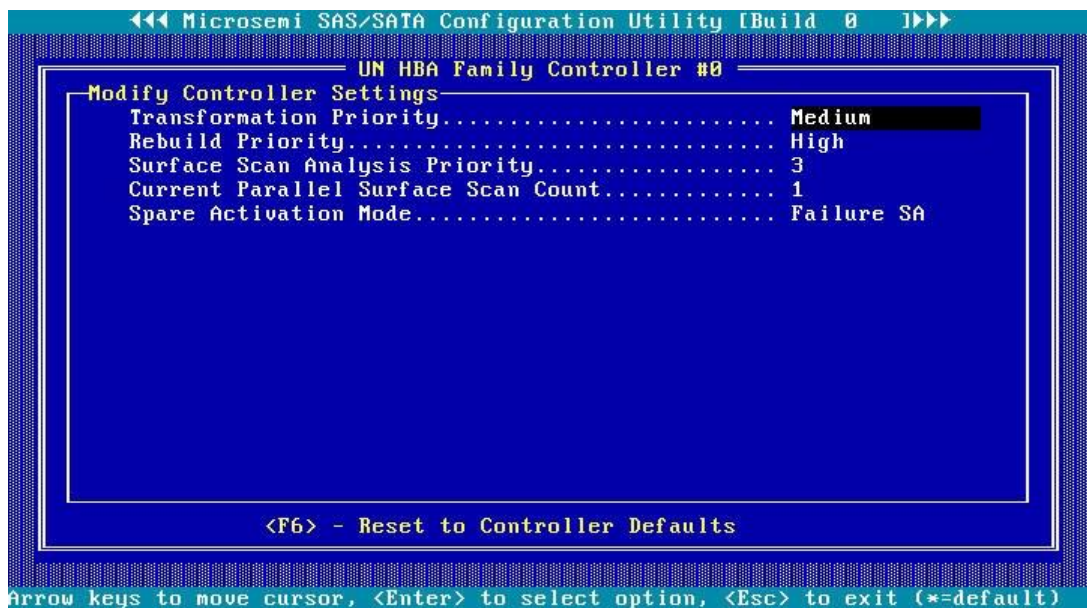 Microsemi SAS/SATA Configuration Utility [Build 0 ]
UN HBA Family Controller #0
Modify Controller Settings
Transformation Priority......................... Medium
Rebuild Priority................................ High
Surface Scan Analysis Priority.................. 3
Current Parallel Surface Scan Count............. 1
Spare Activation Mode........................... Failure SA
<F6> - Reset to Controller Defaults
Arrow keys to move cursor, <Enter> to select option, <Esc> to exit (*=default)